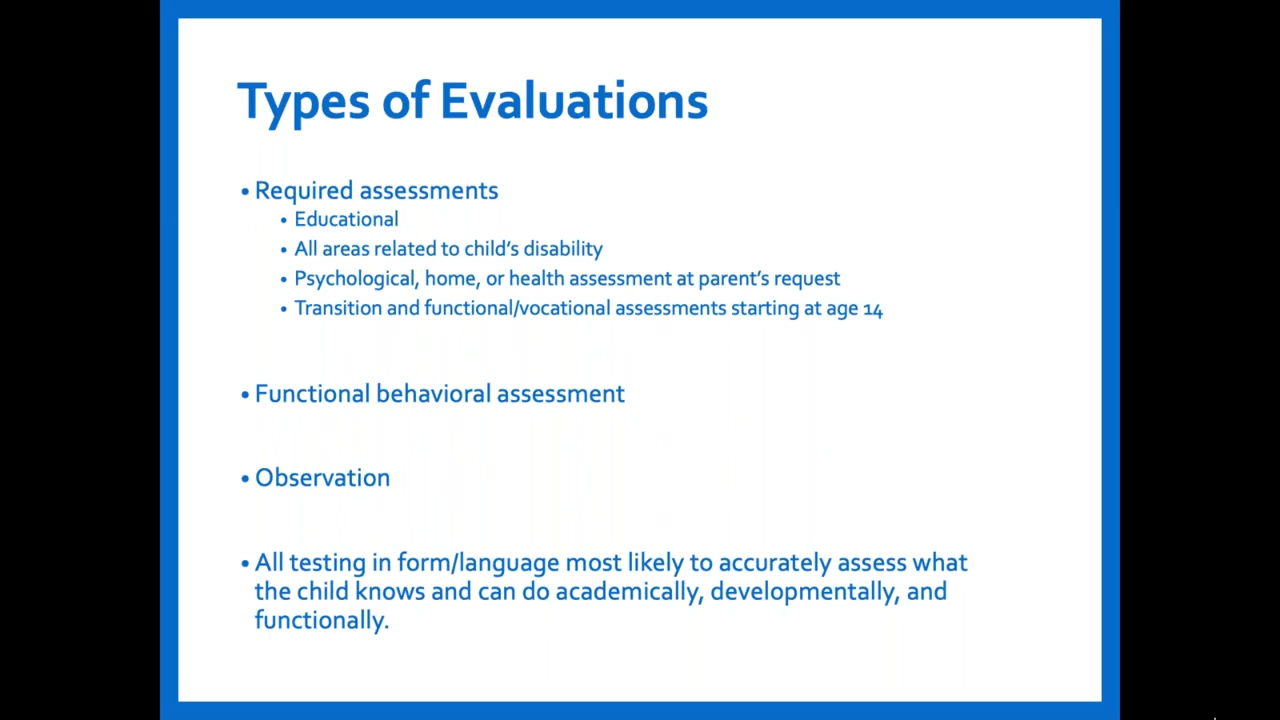 Types of Evaluations
• Required assessments
• Educational
• All areas related to child's disability
• Psychological, home, or health assessment at parent's request
• Transition and functional/vocational assessments starting at age 14
• Functional behavioral assessment
• Observation
• All testing in form/language most likely to accurately assess what
the child knows and can do academically, developmentally, and
functionally.